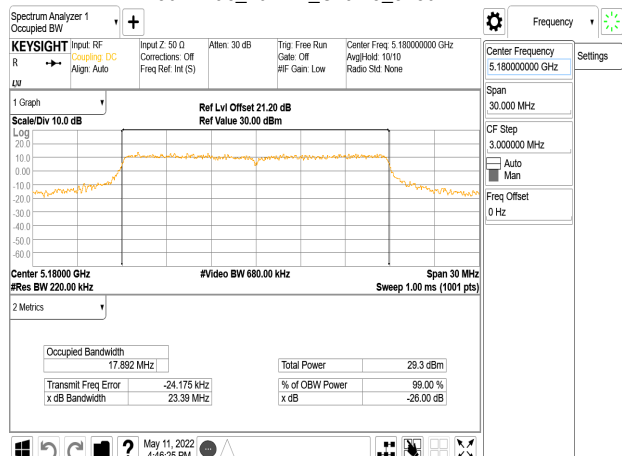 Spectrum Analyzer 1
Occupied BW
Frequency
KEYSIGHT
R
Input: RF
Coupling: DC
Align: Auto
Input Z: 50 Ω
Corrections: Off
Freq Ref: Int (S)
Atten: 30 dB
Trig: Free Run
Gate: Off
#IF Gain: Low
Center Freq: 5.180000000 GHz
Avg|Hold: 10/10
Radio Std: None
Center Frequency
5.180000000 GHz
Settings
Span
30.000 MHz
CF Step
3.000000 MHz
Auto
Man
Freq Offset
0 Hz
1 Graph
Ref Lvl Offset 21.20 dB
Scale/Div 10.0 dB
Ref Value 30.00 dBm
Log
20.0
10.0
0.00
-10.0
-20.0
-30.0
-40.0
-50.0
-60.0
Center 5.18000 GHz
#Video BW 680.00 kHz
Span 30 MHz
#Res BW 220.00 kHz
Sweep 1.00 ms (1001 pts)
2 Metrics
Occupied Bandwidth
17.892 MHz
Total Power 29.3 dBm
Transmit Freq Error -24.175 kHz
% of OBW Power 99.00 %
x dB Bandwidth 23.39 MHz
x dB -26.00 dB
May 11, 2022
4:46:25 PM